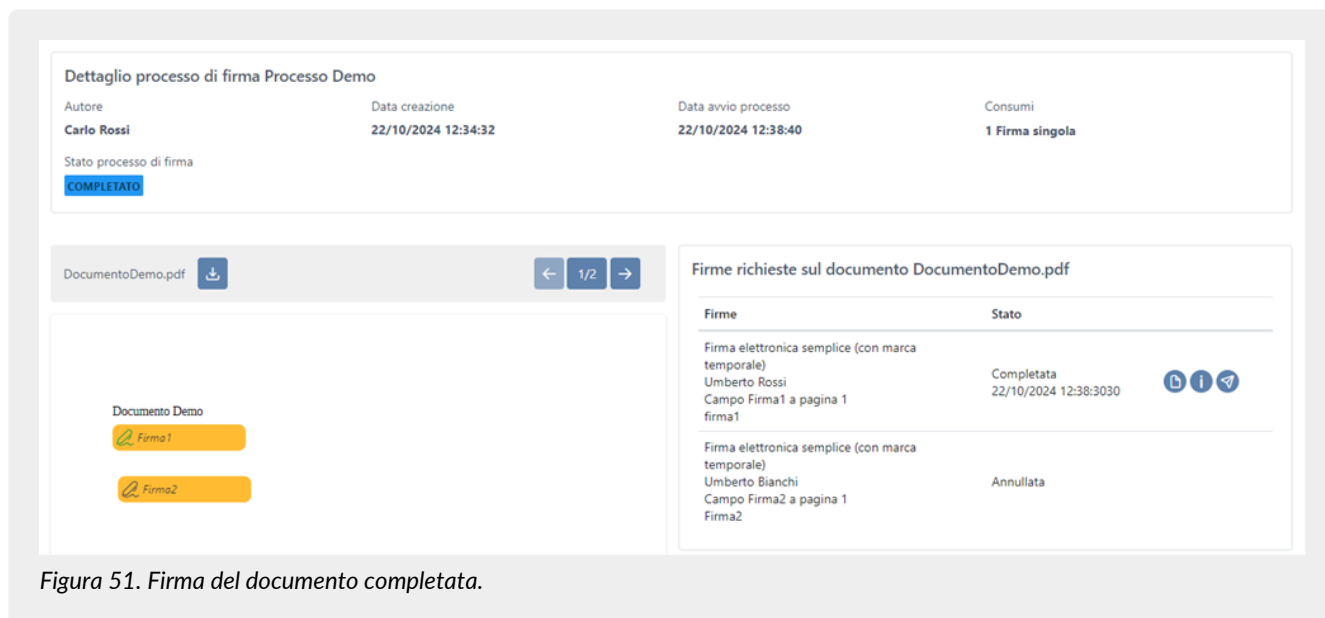 Dettaglio processo di firma Processo Demo
Autore
Data creazione
Data avvio processo
Consumi
Carlo Rossi
22/10/2024 12:34:32
22/10/2024 12:38:40
1 Firma singola
Stato processo di firma
COMPLETATO
DocumentoDemo.pdf
1/2
Documento Demo
Firma1
Firma2
Firme richieste sul documento DocumentoDemo.pdf
Firme
Stato
Firma elettronica semplice (con marca
temporale)
Umberto Rossi
Campo Firma1 a pagina 1
firma1
Completata
22/10/2024 12:38:3030
Firma elettronica semplice (con marca
temporale)
Umberto Bianchi
Campo Firma2 a pagina 1
Firma2
Annullata
Figura 51. Firma del documento completata.